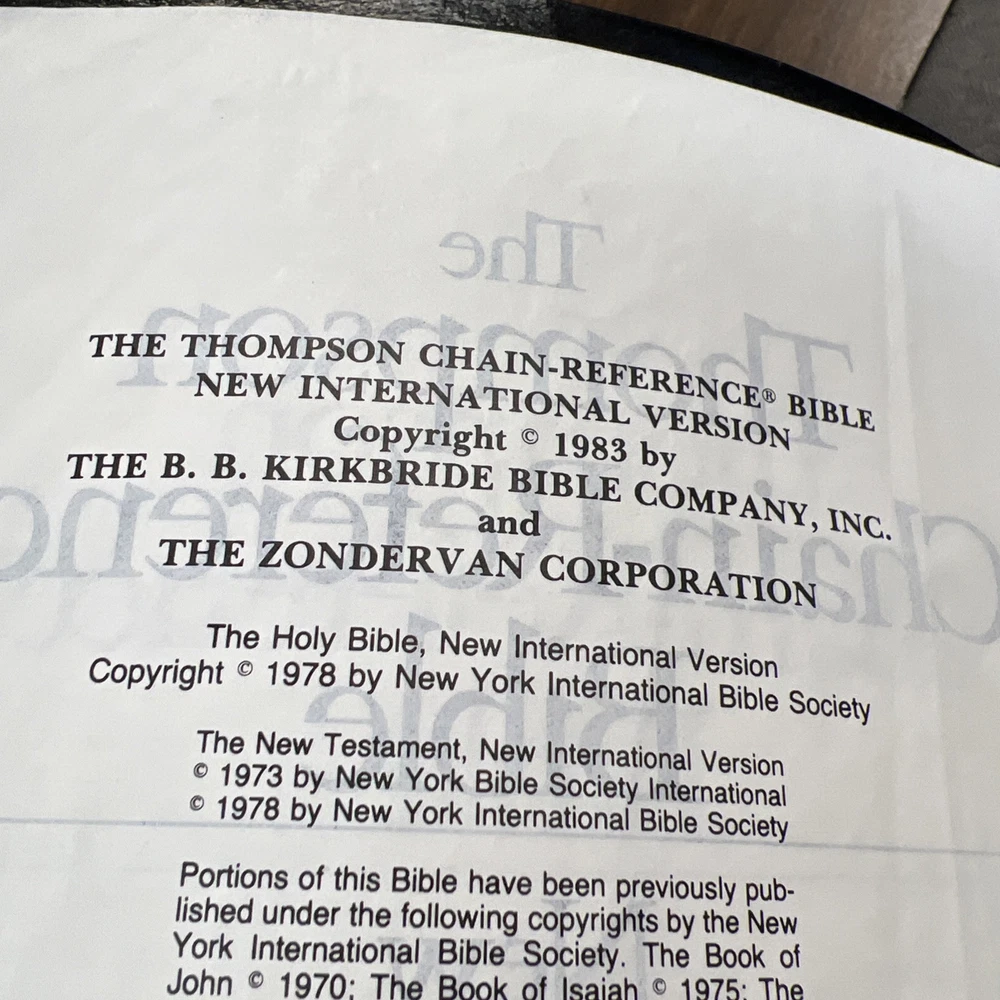 THE THOMPSON CHAIN-REFERENCE® BIBLE
NEW INTERNATIONAL VERSION
Copyright © 1983 by
THE B. B. KIRKBRIDE BIBLE COMPANY, INC.
and
THE ZONDERVAN CORPORATION
The Holy Bible, New International Version
Copyright © 1978 by New York International Bible Society
The New Testament, New International Version
© 1973 by New York Bible Society International
© 1978 by New York International Bible Society
Portions of this Bible have been previously pub-
lished under the following copyrights by the New
York International Bible Society. The Book of
John © 1970; The Book of Isaiah © 1975; The